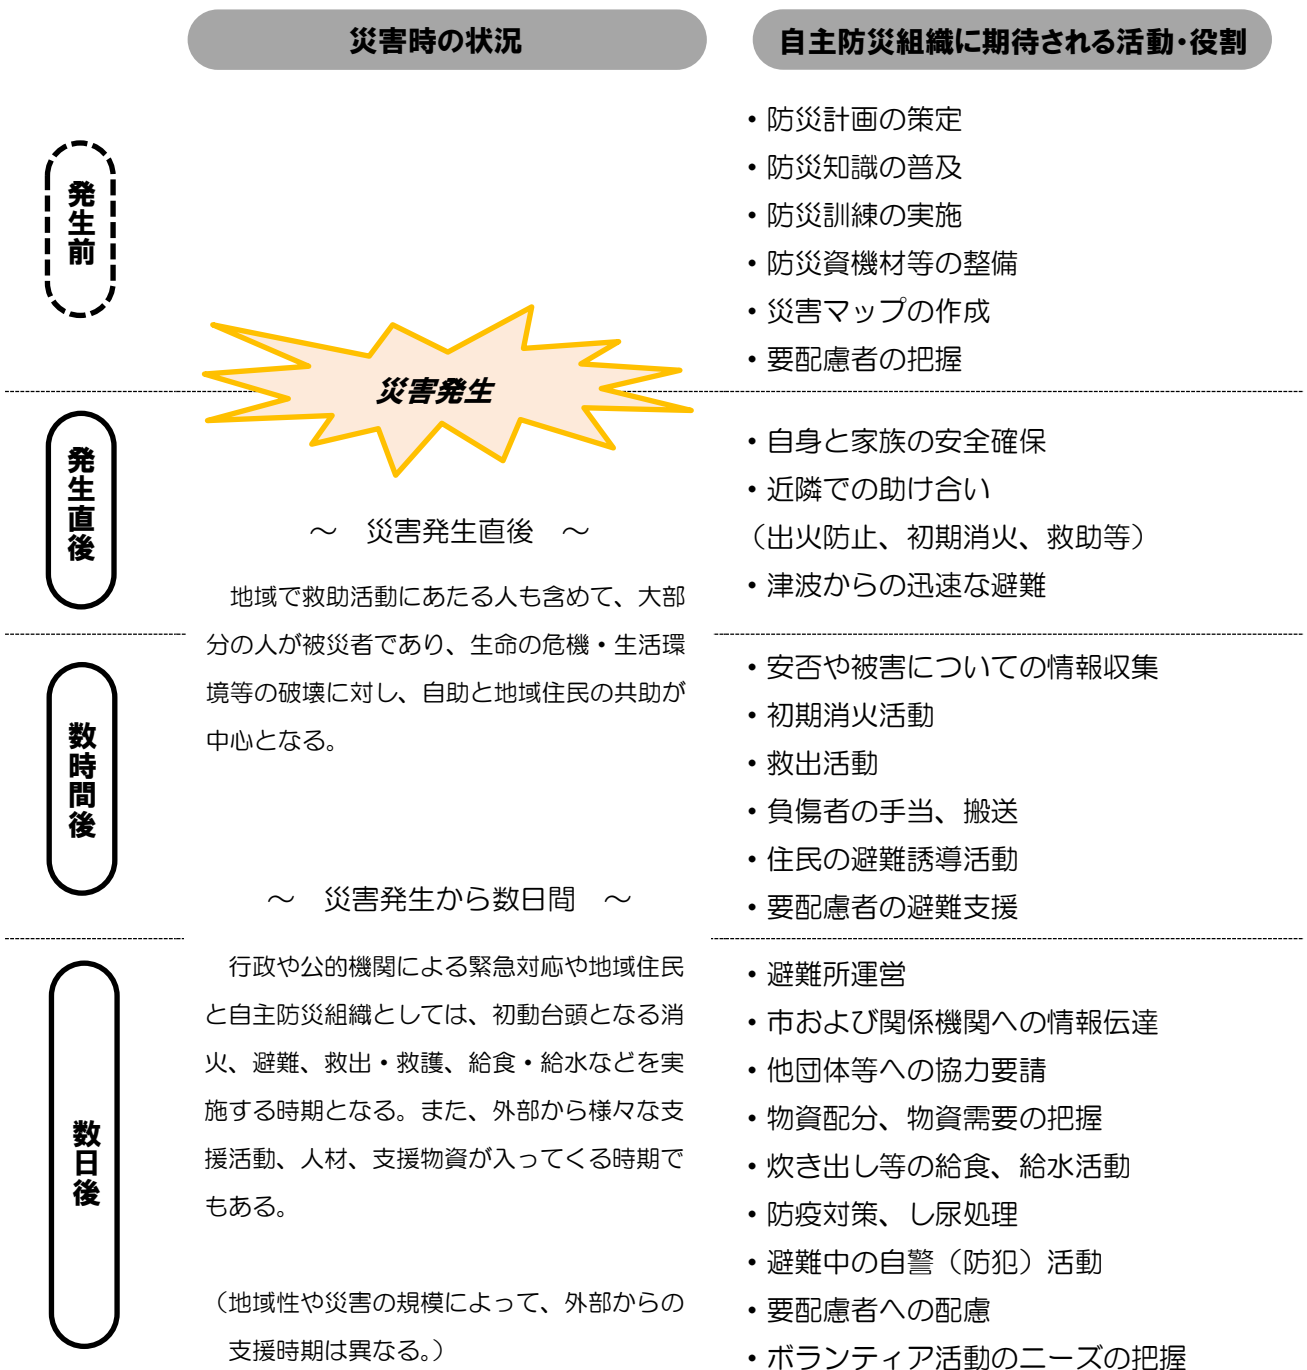 災害時の状況
自主防災組織に期待される活動・役割
発生前
・防災計画の策定
・防災知識の普及
・防災訓練の実施
・防災資機材等の整備
・災害マップの作成
・要配慮者の把握
災害発生
発生直後
～　災害発生直後　～
地域で救助活動にあたる人も含めて、大部
分の人が被災者であり、生命の危機・生活環
境等の破壊に対し、自助と地域住民の共助が
中心となる。
・自身と家族の安全確保
・近隣での助け合い
（出火防止、初期消火、救助等）
・津波からの迅速な避難
数時間後
・安否や被害についての情報収集
・初期消火活動
・救出活動
・負傷者の手当、搬送
・住民の避難誘導活動
・要配慮者の避難支援
～　災害発生から数日間　～
行政や公的機関による緊急対応や地域住民
と自主防災組織としては、初動台頭となる消
火、避難、救出・救護、給食・給水などを実
施する時期となる。また、外部から様々な支
援活動、人材、支援物資が入ってくる時期で
もある。
（地域性や災害の規模によって、外部からの
支援時期は異なる。）
数日後
・避難所運営
・市および関係機関への情報伝達
・他団体等への協力要請
・物資配分、物資需要の把握
・炊き出し等の給食、給水活動
・防疫対策、し尿処理
・避難中の自警（防犯）活動
・要配慮者への配慮
・ボランティア活動のニーズの把握